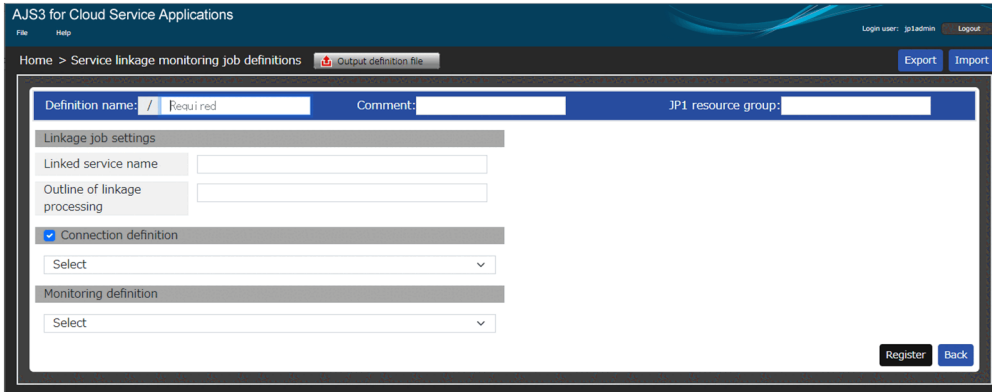 AJS3 for Cloud Service Applications
File Help Login user: jp1admin Logout
Home > Service linkage monitoring job definitions Output definition file Export Import
Definition name: / Required Comment: JP1 resource group:
Linkage job settings
Linked service name
Outline of linkage
processing
Connection definition
Select
Monitoring definition
Select
Register Back